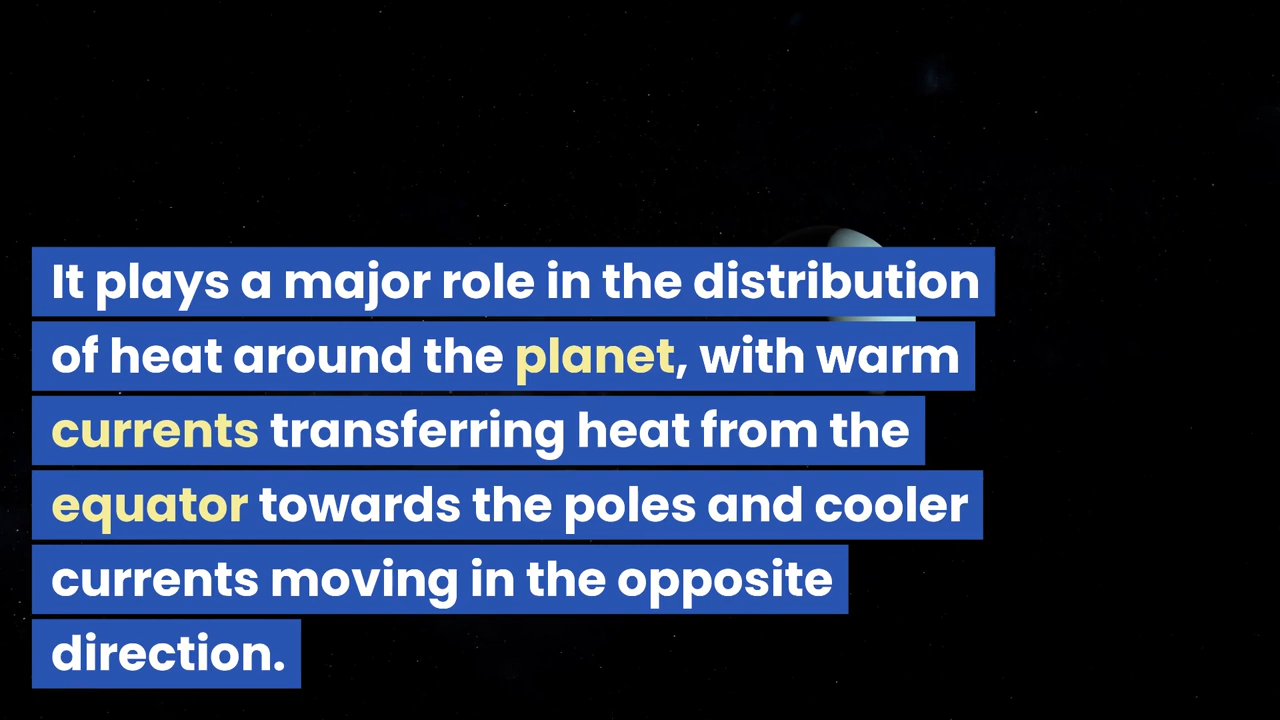 It plays a major role in the distribution
of heat around the planet, with warm
currents transferring heat from the
equator towards the poles and cooler
currents moving in the opposite
direction.